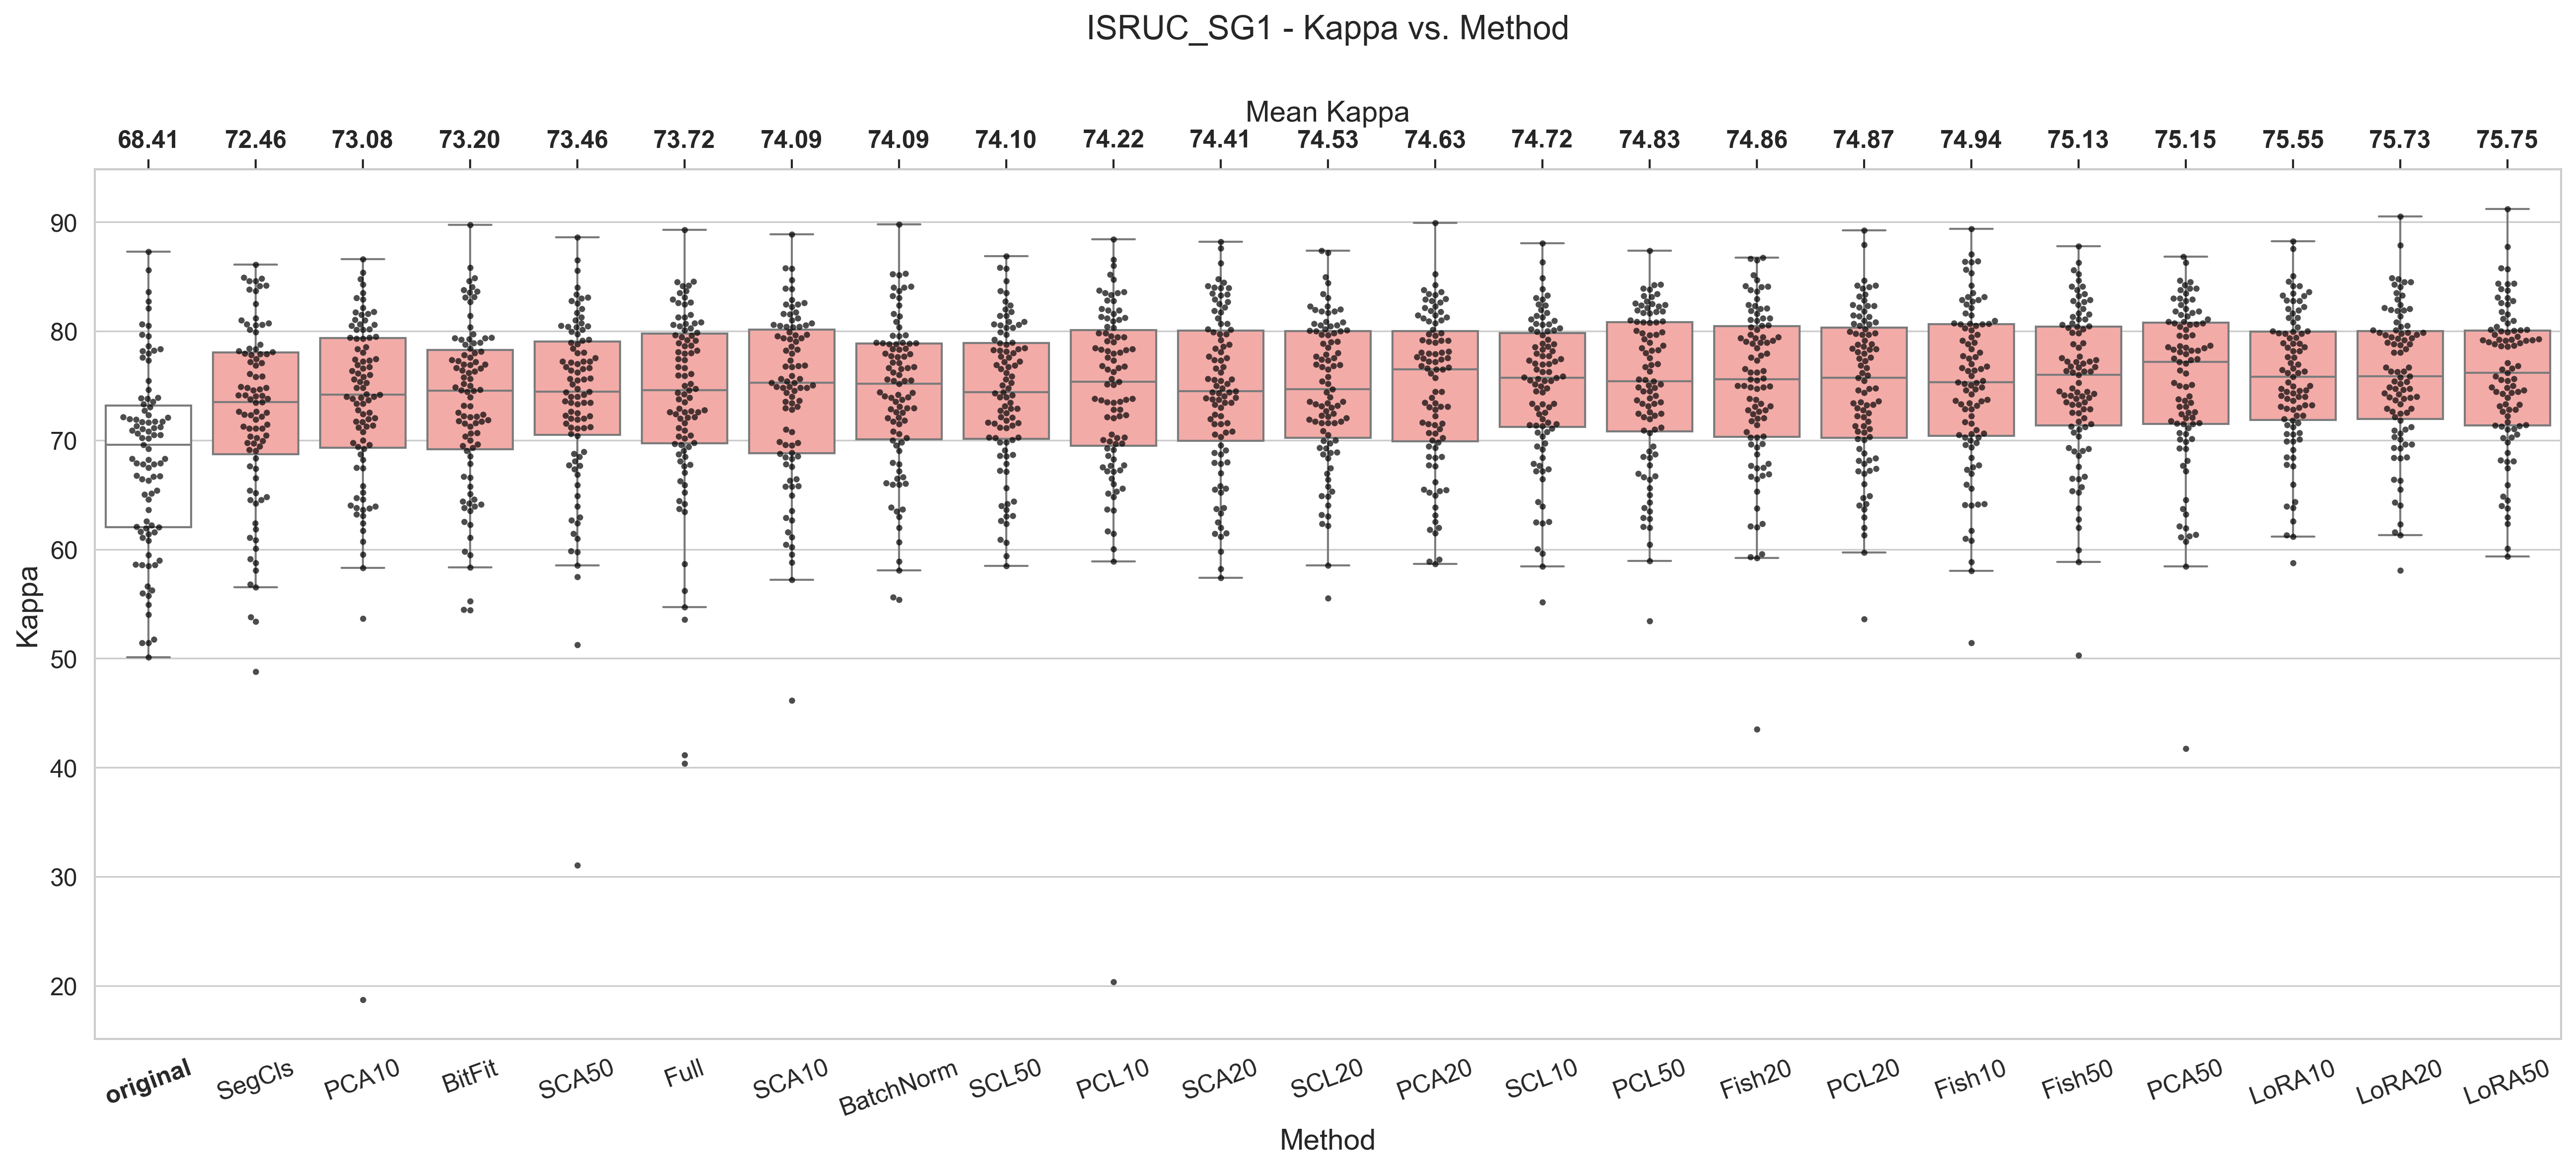 ISRUC_SG1 - Kappa vs. Method
Mean Kappa
68.41 72.46 73.08 73.20 73.46 73.72 74.09 74.09 74.10 74.22 74.41 74.53 74.63 74.72 74.83 74.86 74.87 74.94 75.13 75.15 75.55 75.73 75.75
90
80
70
60
50
40
30
20
Kappa
original SegCls PCA10 BitFit SCA50 Full SCA10 BatchNorm SCL50 PCL10 SCA20 SCL20 PCA20 SCL10 PCL50 Fish20 PCL20 Fish10 Fish50 PCA50 LoRA10 LoRA20 LoRA50
Method